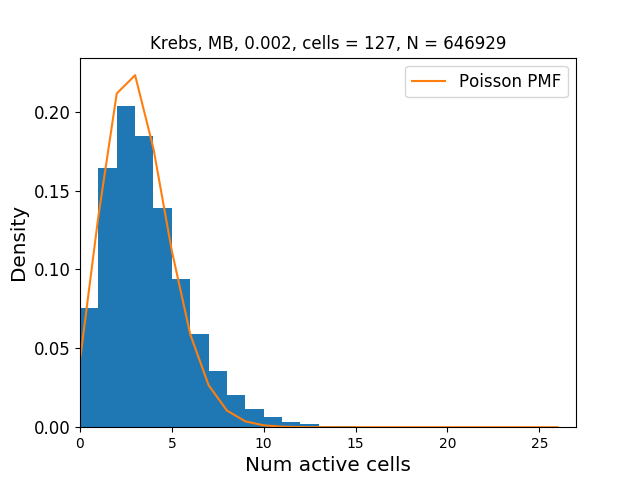 Krebs, MB, 0.002, cells = 127, N = 646929
Poisson PMF
0.20
0.15
0.10
0.05
0.00
Density
0 5 10 15 20 25
Num active cells